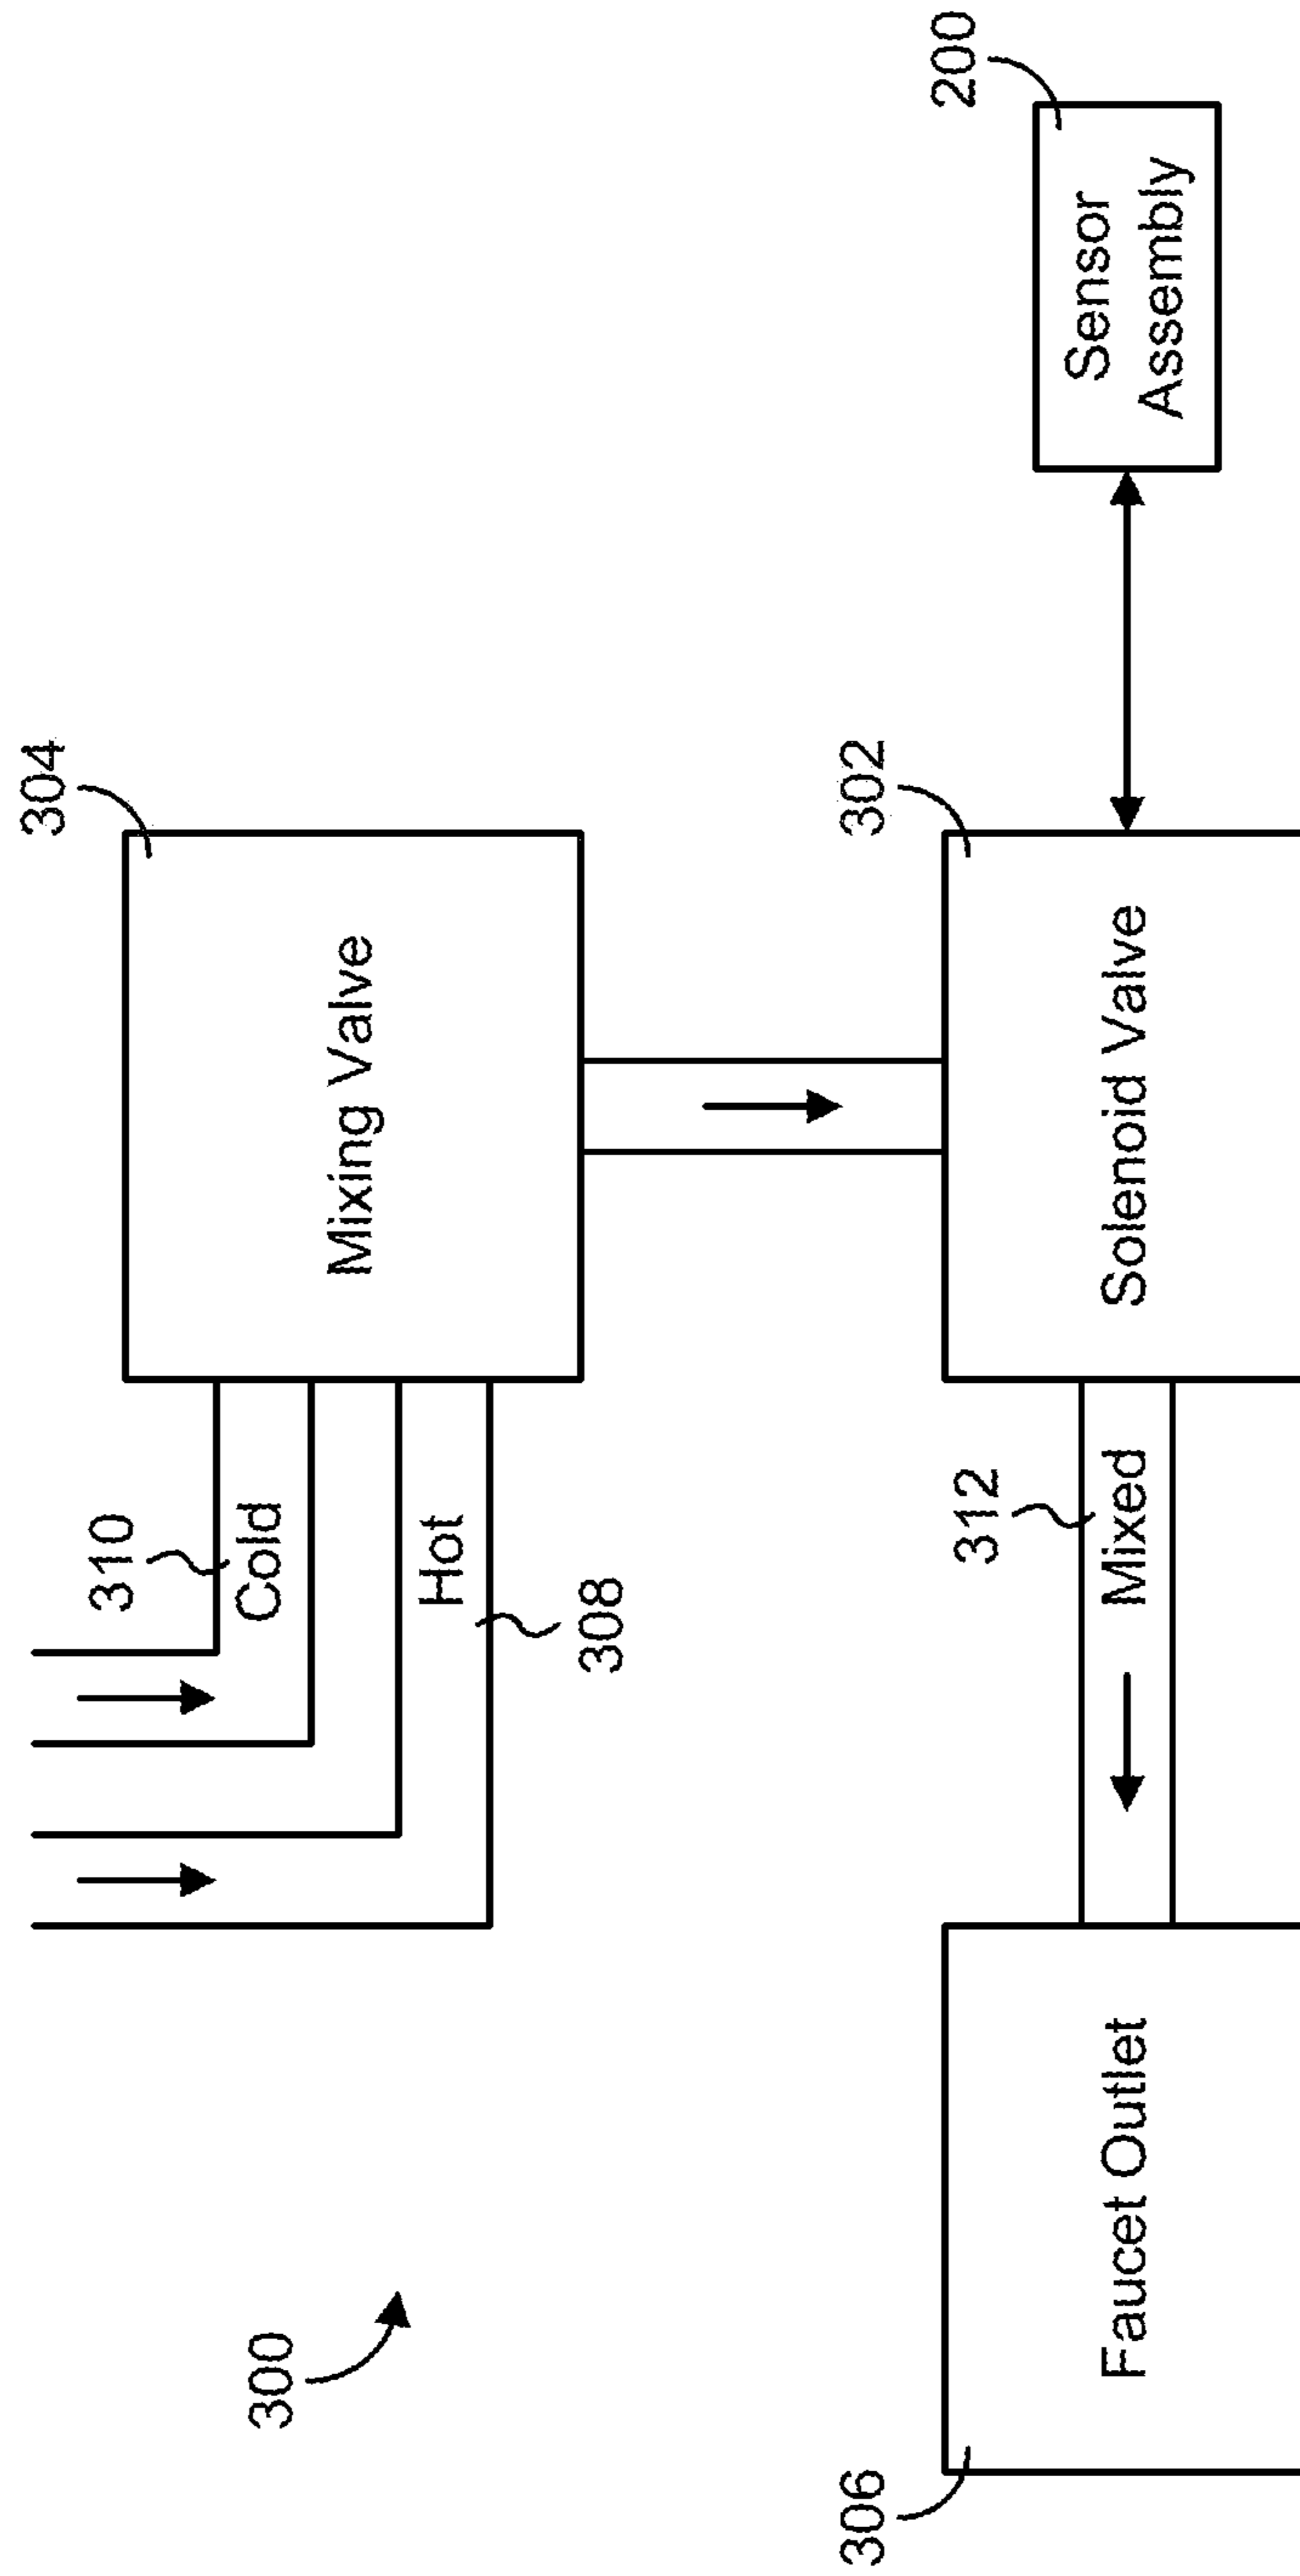 300
310
Cold
Hot
308
304
Mixing Valve
306
Faucet Outlet
312
Mixed
302
Solenoid Valve
200
Sensor
Assembly